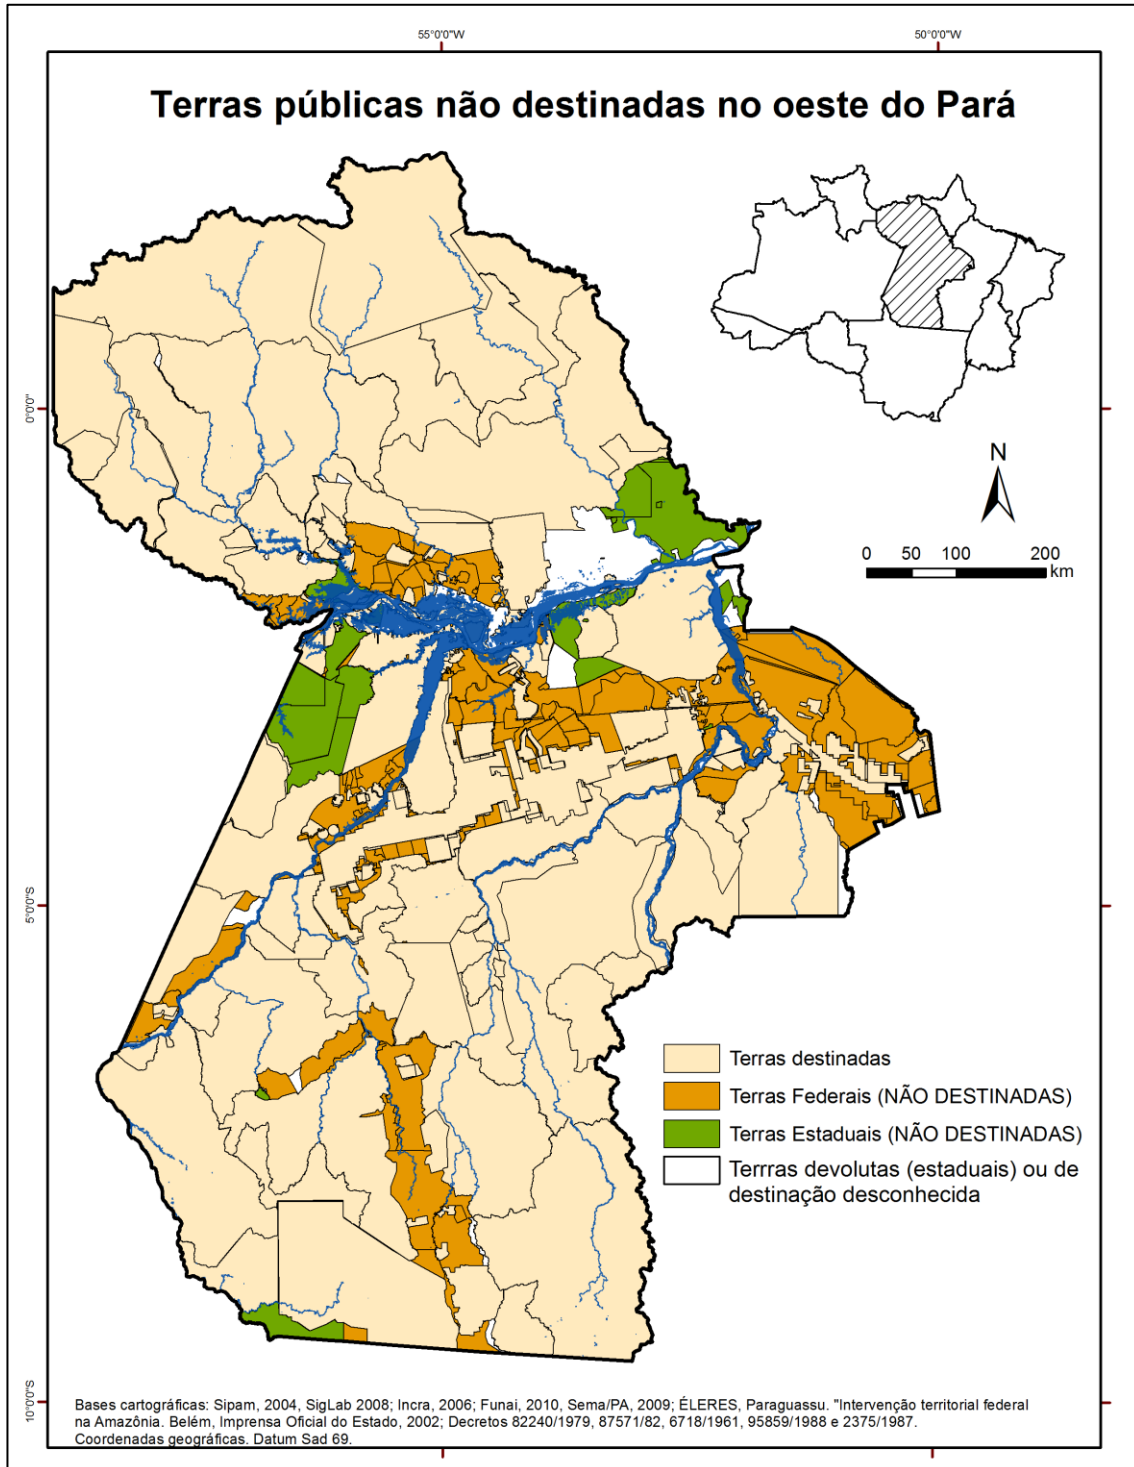 55°0'0"W
50°0'0"W
Terras públicas não destinadas no oeste do Pará
0°0'0"
N
0 50 100 200
km
5°0'0"S
Terras destinadas
Terras Federais (NÃO DESTINADAS)
Terras Estaduais (NÃO DESTINADAS)
Terrras devolutas (estaduais) ou de
destinação desconhecida
10°0'0"S
Bases cartográficas: Sipam, 2004, SigLab 2008; Incra, 2006; Funai, 2010, Sema/PA, 2009; ÉLERES, Paraguassu. "Intervenção territorial federal
na Amazônia. Belém, Imprensa Oficial do Estado, 2002; Decretos 82240/1979, 87571/82, 6718/1961, 95859/1988 e 2375/1987.
Coordenadas geográficas. Datum Sad 69.